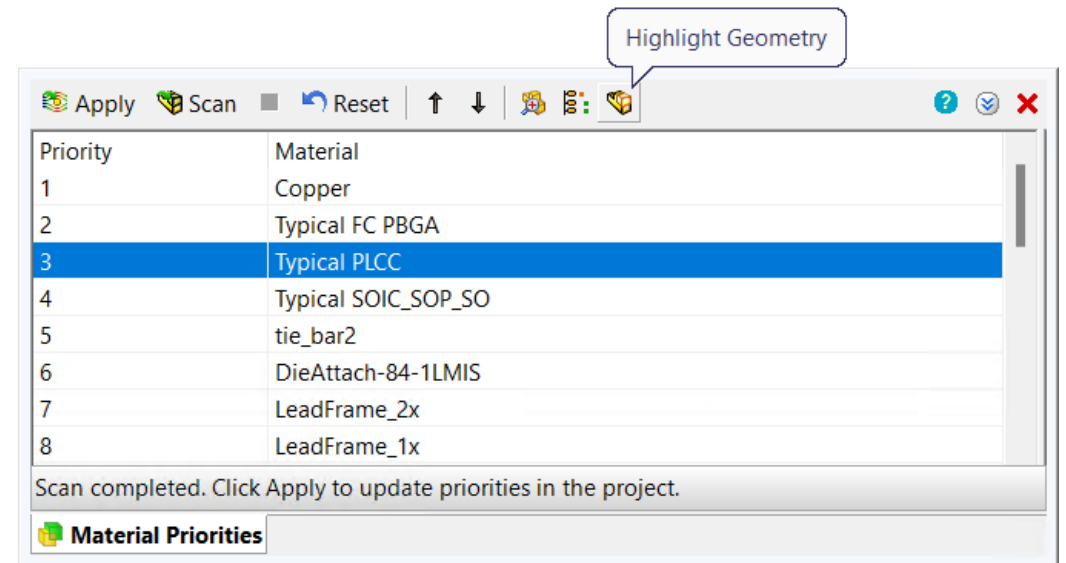 Highlight Geometry
Apply Scan Reset
Priority Material
1 Copper
2 Typical FC PBGA
3 Typical PLCC
4 Typical SOIC_SOP_SO
5 tie_bar2
6 DieAttach-84-1LMIS
7 LeadFrame_2x
8 LeadFrame_1x
Scan completed. Click Apply to update priorities in the project.
Material Priorities